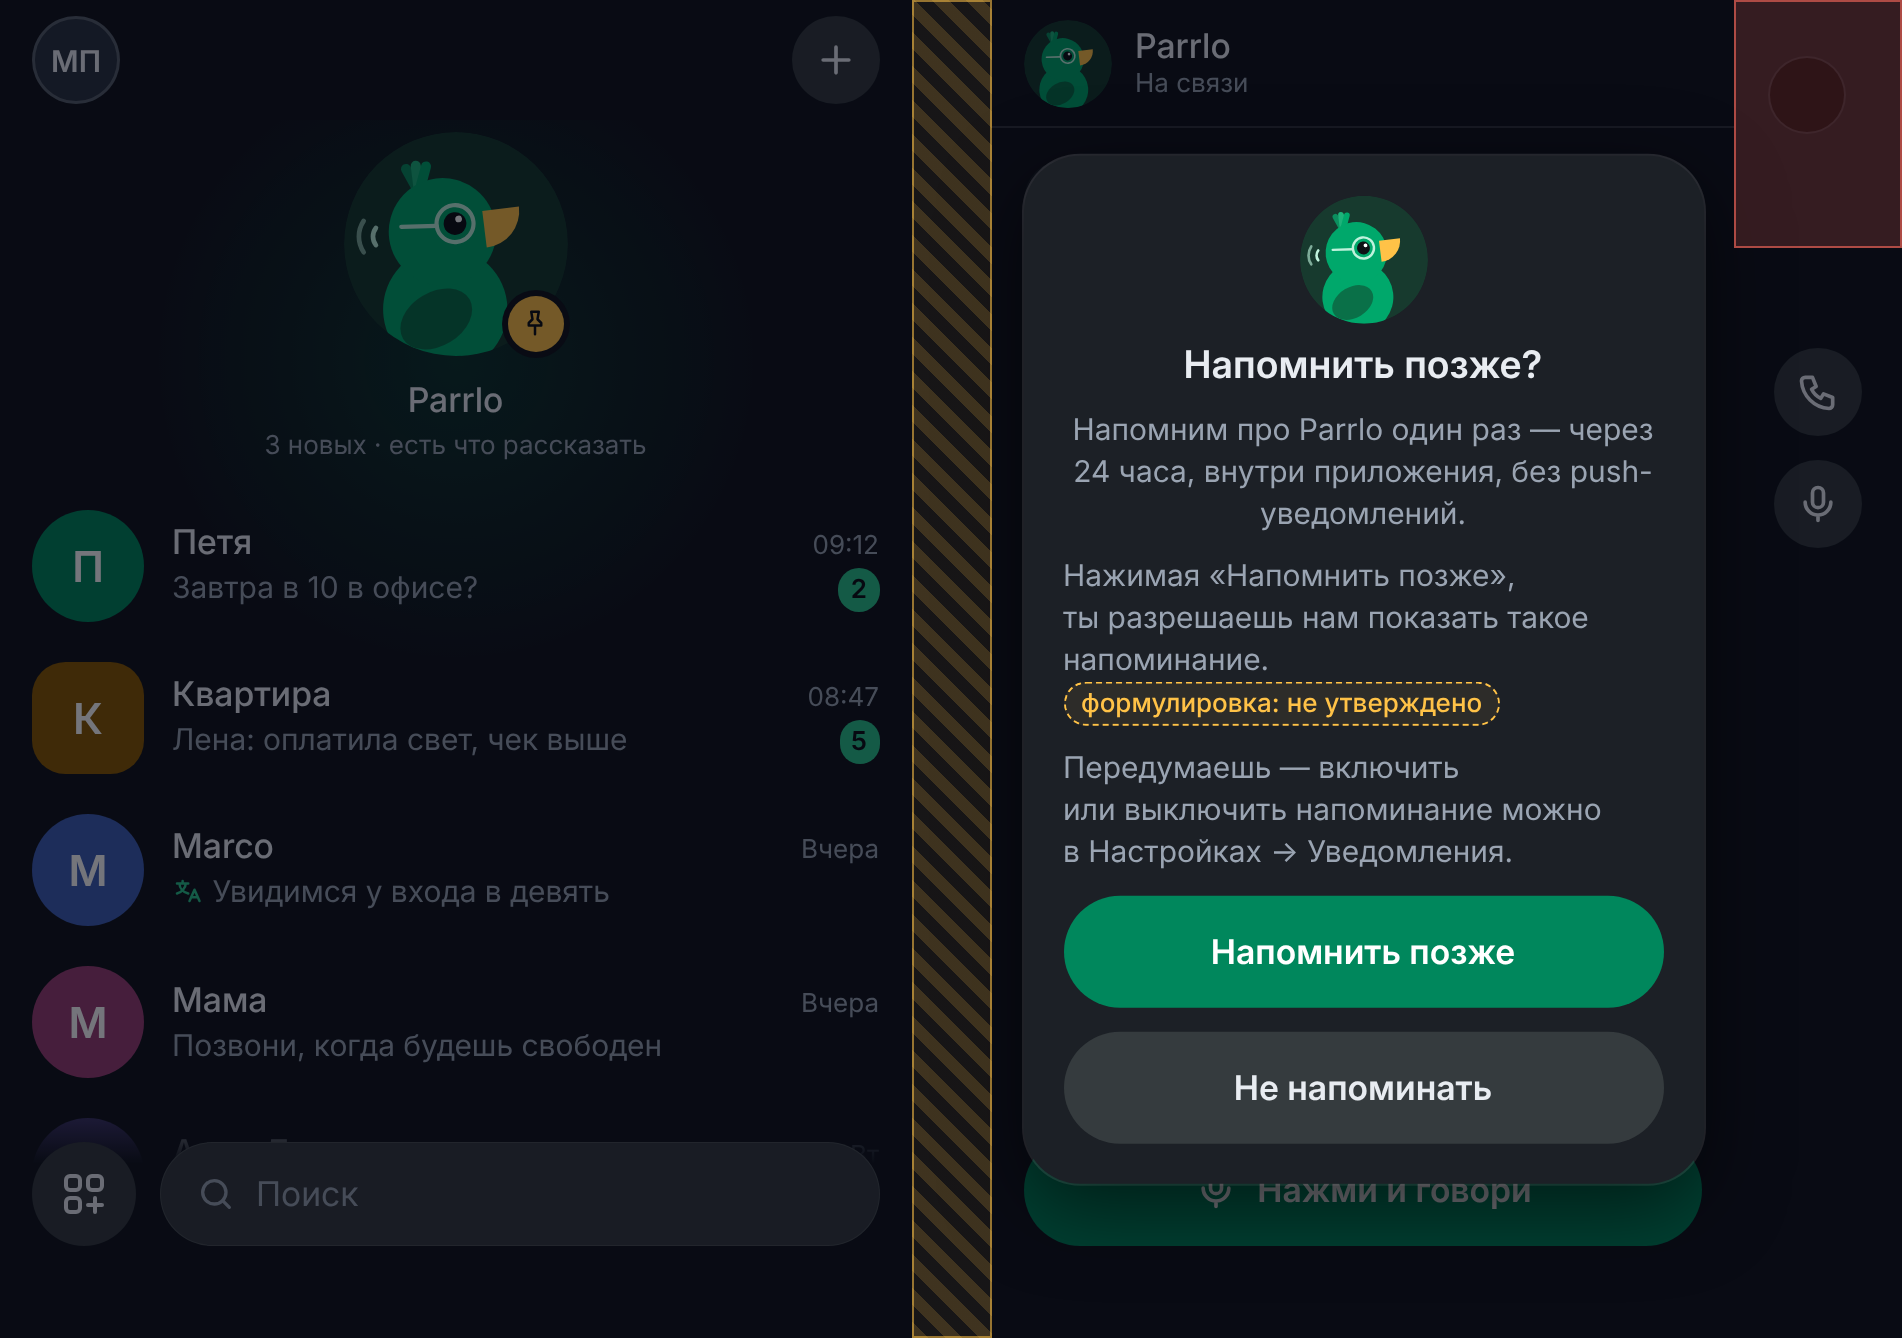 МП
Parrlo
3 новых · есть что рассказать
П
Петя
09:12
Завтра в 10 в офисе?
2
К
Квартира
08:47
Лена: оплатила свет, чек выше
5
M
Marco
Вчера
Увидимся у входа в девять
М
Мама
Вчера
Позвони, когда будешь свободен
Поиск
Parrlo
На связи
Напомнить позже?
Напомним про Parrlo один раз — через
24 часа, внутри приложения, без push-
уведомлений.
Нажимая «Напомнить позже»,
ты разрешаешь нам показать такое
напоминание.
формулировка: не утверждено
Передумаешь — включить
или выключить напоминание можно
в Настройках → Уведомления.
Напомнить позже
Не напоминать
Нажми и говори